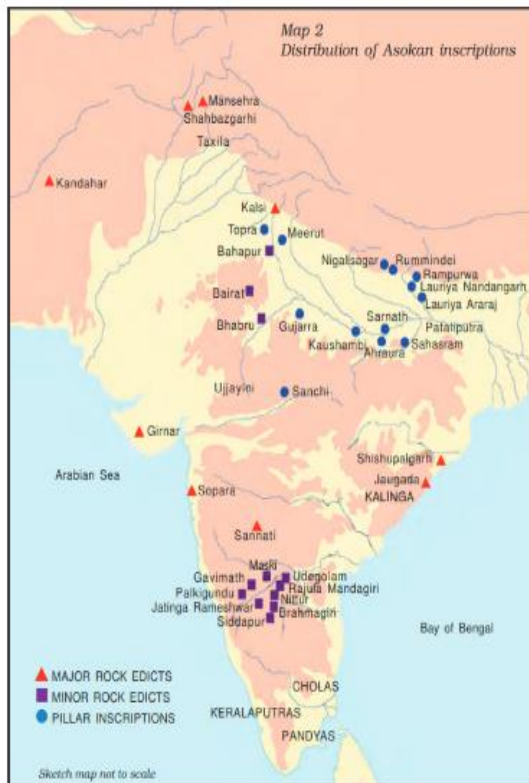 Map 2
Distribution of Asokan inscriptions
Mansehra
Shahbazgarhi
Taxila
Kandahar
Kalsi
Topra
Meerut
Bahapur
Nigalisagar
Rummindei
Rampurwa
Lauriya Nandangarh
Lauriya Araraj
Bairat
Bhabru
Gujarra
Sarnath
Pataliputra
Kaushambi
Ahraura
Sahasram
Ujjayini
Sanchi
Girnar
Arabian Sea
Shishupalgarh
Jaugada
KALINGA
Sopara
Sannati
Maski
Gavimath
Udegolam
Palkigundu
Rajula Mandagiri
Nittur
Jatinga Rameshwar
Brahmagiri
Siddapur
Bay of Bengal
MAJOR ROCK EDICTS
MINOR ROCK EDICTS
PILLAR INSCRIPTIONS
CHOLAS
KERALAPUTRAS
PANDYAS
Sketch map not to scale